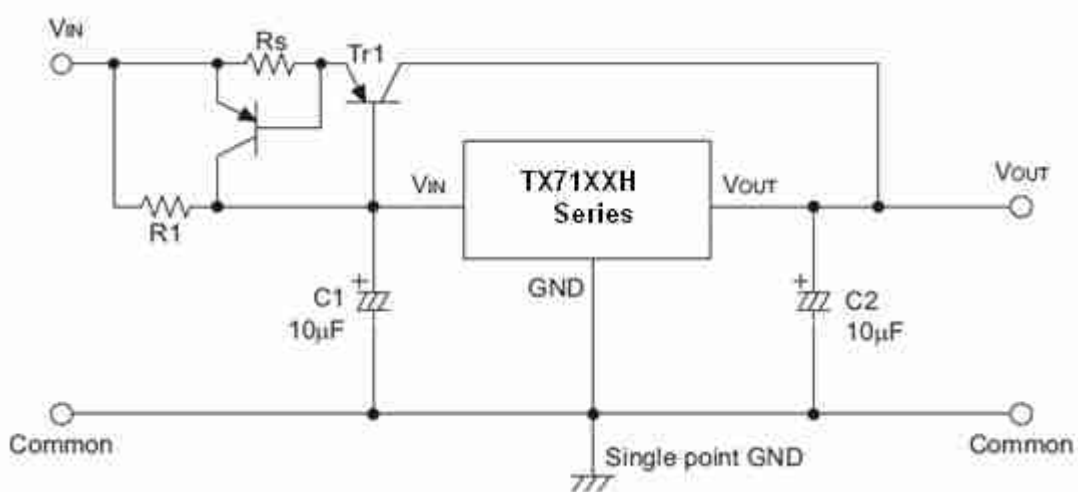 VIN
Rs
Tr1
R1
VIN
TX71XXH
Series
VOUT
VOUT
GND
C1
10μF
C2
10μF
Common
Single point GND
Common